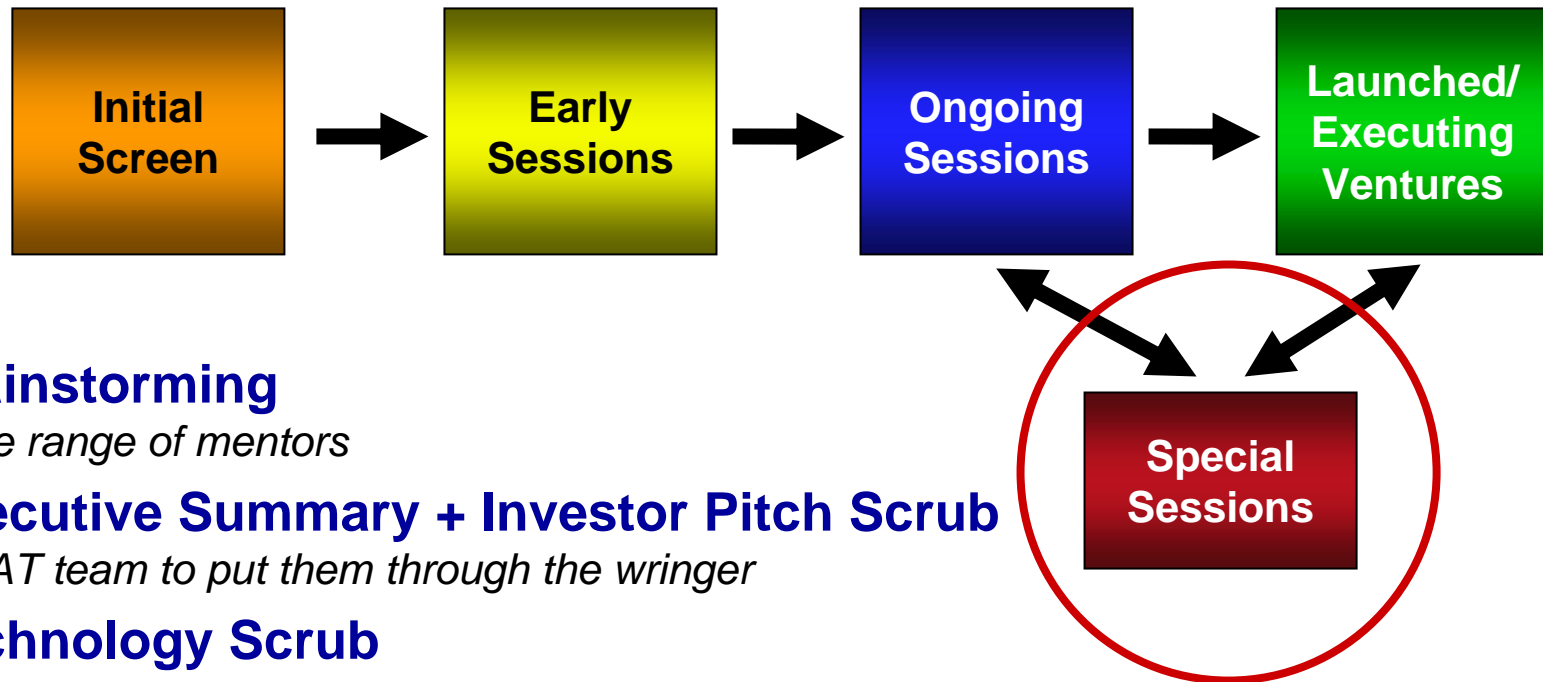 Initial
Screen
Early
Sessions
Ongoing
Sessions
Launched/
Executing
Ventures
ainstorming
e range of mentors
ecutive Summary + Investor Pitch Scrub
AT team to put them through the wringer
chnology Scrub
Special
Sessions